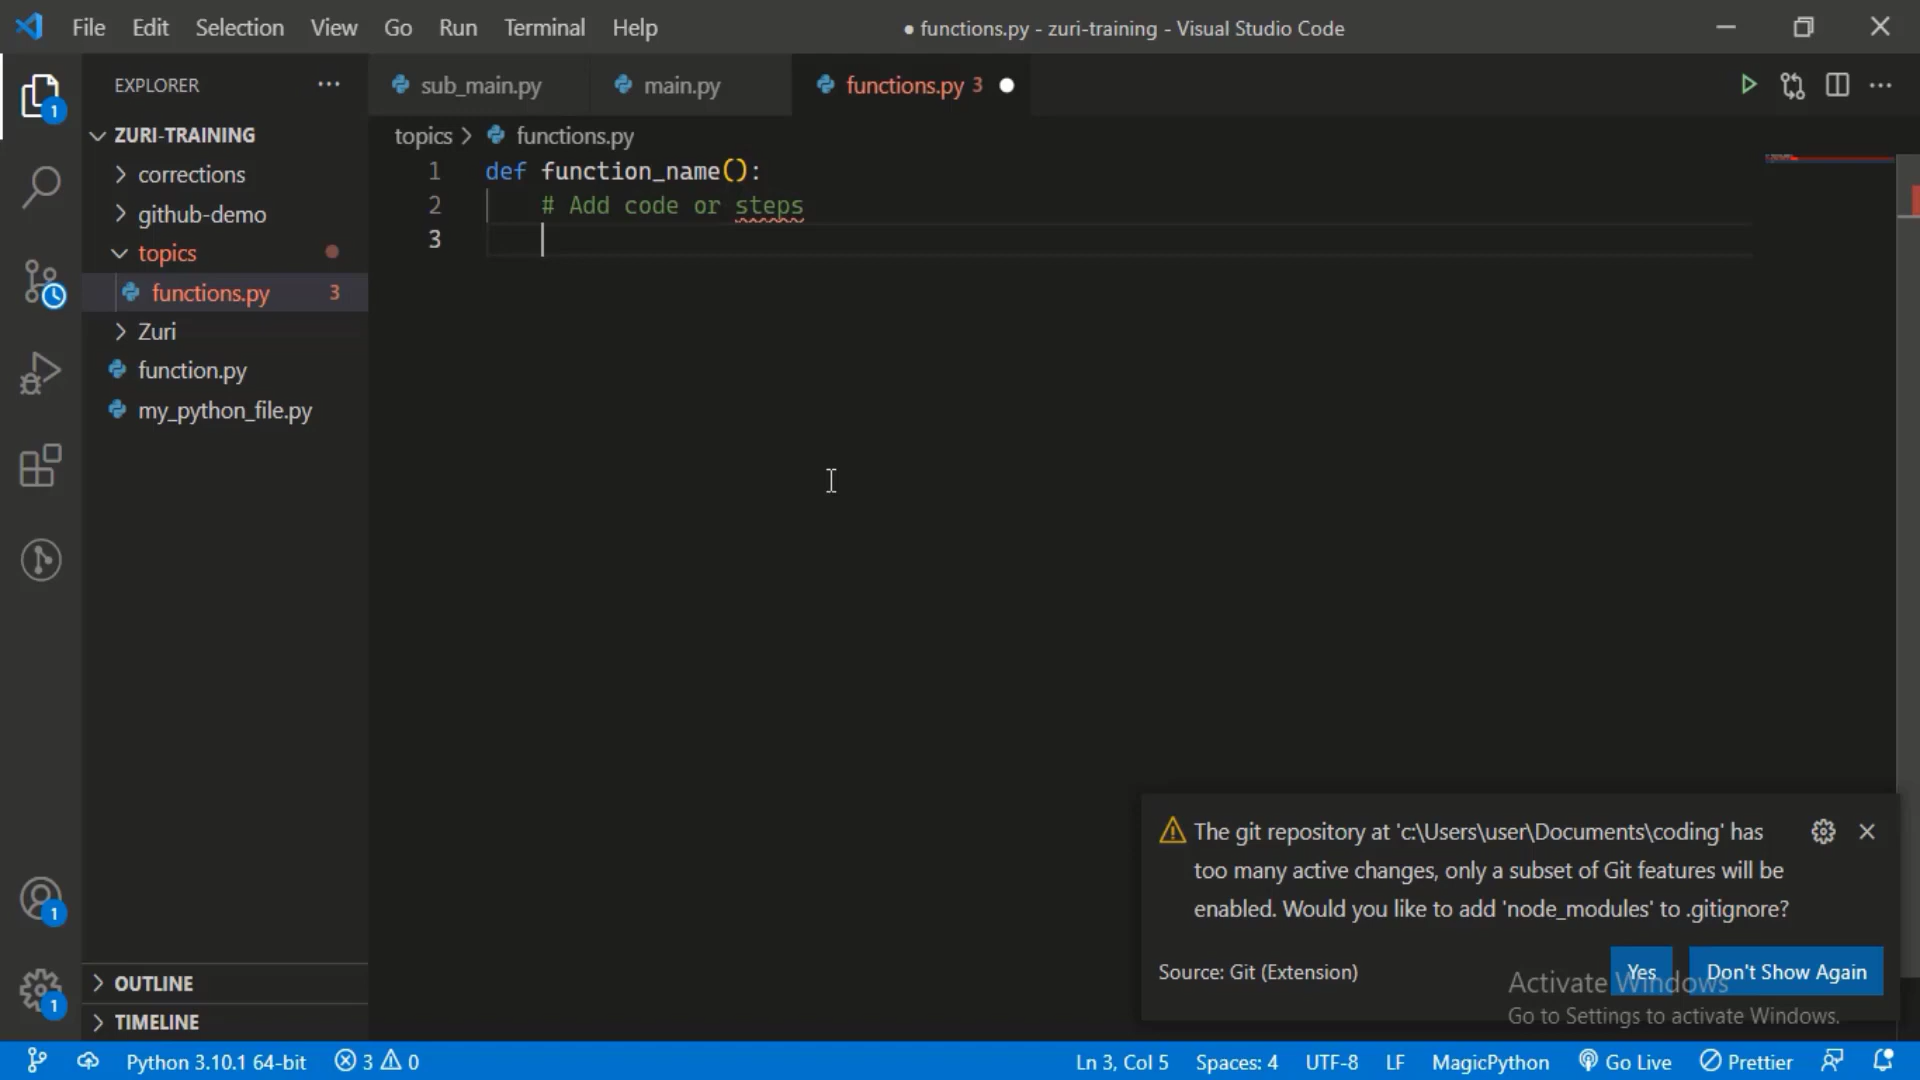 File Edit Selection View Go Run Terminal Help
● functions.py - zuri-training - Visual Studio Code
EXPLORER ···
sub_main.py main.py functions.py 3
ZURI-TRAINING
corrections
github-demo
topics
functions.py 3
Zuri
function.py
my_python_file.py
topics > functions.py
1 def function_name():
2 # Add code or steps
3
1
1
1
The git repository at 'c:\Users\user\Documents\coding' has
too many active changes, only a subset of Git features will be
enabled. Would you like to add 'node_modules' to .gitignore?
Source: Git (Extension) Yes Don't Show Again
Activate Windows
Go to Settings to activate Windows.
OUTLINE
TIMELINE
Python 3.10.1 64-bit 3 0 Ln 3, Col 5 Spaces: 4 UTF-8 LF MagicPython Go Live Prettier